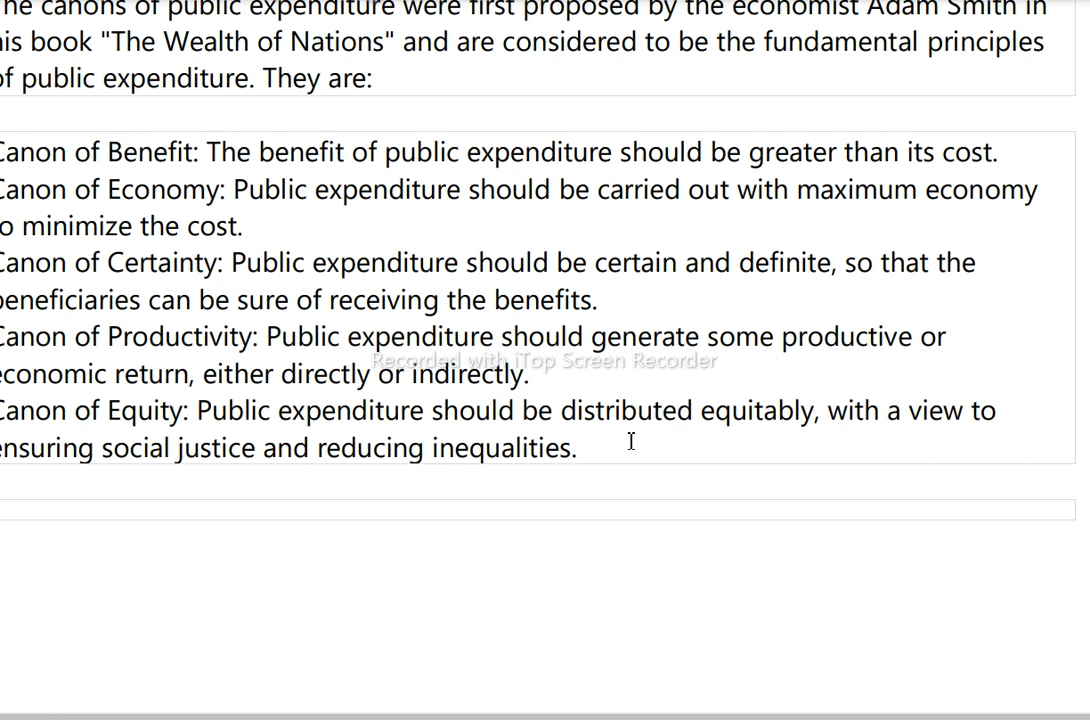 he canons of public expenditure were first proposed by the economist Adam Smith in
his book "The Wealth of Nations" and are considered to be the fundamental principles
of public expenditure. They are:
Canon of Benefit: The benefit of public expenditure should be greater than its cost.
Canon of Economy: Public expenditure should be carried out with maximum economy
to minimize the cost.
Canon of Certainty: Public expenditure should be certain and definite, so that the
beneficiaries can be sure of receiving the benefits.
Canon of Productivity: Public expenditure should generate some productive or
Recorded with iTop Screen Recorder
economic return, either directly or indirectly.
Canon of Equity: Public expenditure should be distributed equitably, with a view to
ensuring social justice and reducing inequalities.